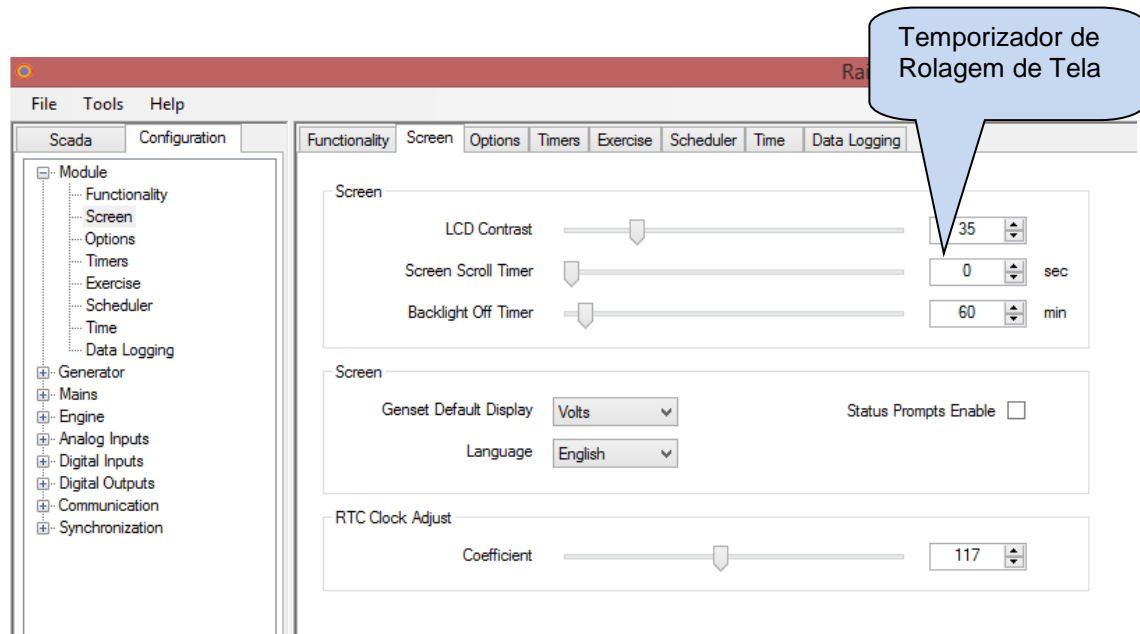 Temporizador de
Rolagem de Tela
Rai
File Tools Help
Scada Configuration
Functionality Screen Options Timers Exercise Scheduler Time Data Logging
Module
Functionality
Screen
Options
Timers
Exercise
Scheduler
Time
Data Logging
Generator
Mains
Engine
Analog Inputs
Digital Inputs
Digital Outputs
Communication
Synchronization
Screen
LCD Contrast 35
Screen Scroll Timer 0 sec
Backlight Off Timer 60 min
Screen
Genset Default Display Volts Status Prompts Enable
Language English
RTC Clock Adjust
Coefficient 117